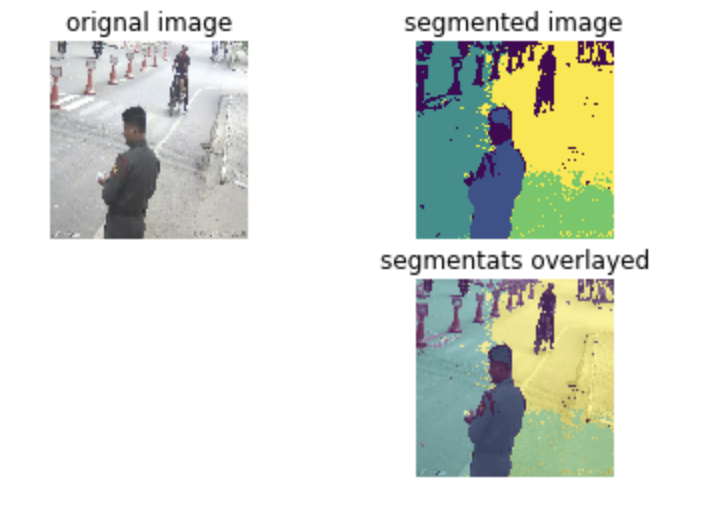 orignal image
segmented image
segmentats overlayed